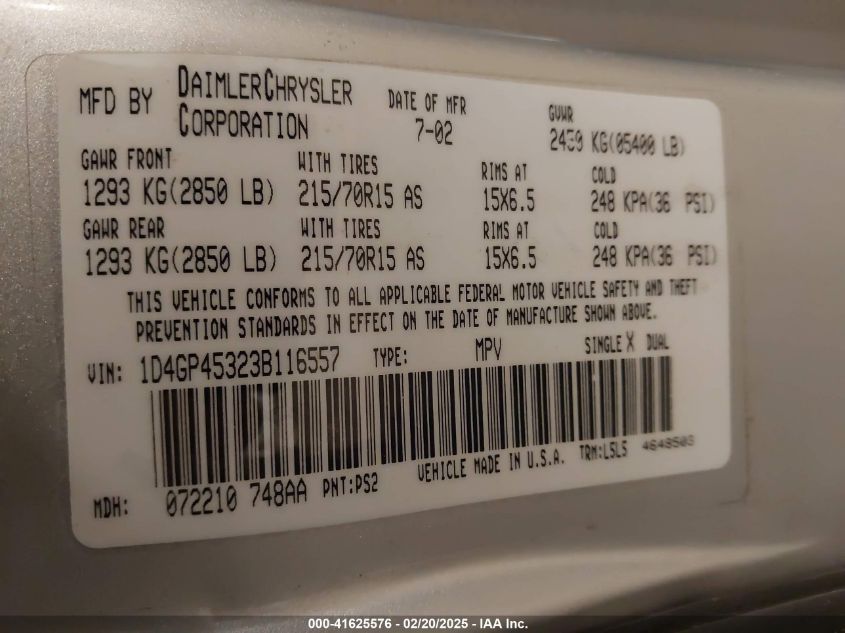 MFD BY DAIMLERCHRYSLER CORPORATION DATE OF MFR 7-02 GVWR 2450 KG(05400 LB)
GAWR FRONT WITH TIRES RIMS AT COLD
1293 KG(2850 LB) 215/70R15 AS 15X6.5 248 KPA(36 PSI)
GAWR REAR WITH TIRES RIMS AT COLD
1293 KG(2850 LB) 215/70R15 AS 15X6.5 248 KPA(36 PSI)
THIS VEHICLE CONFORMS TO ALL APPLICABLE FEDERAL MOTOR VEHICLE SAFETY AND THEFT
PREVENTION STANDARDS IN EFFECT ON THE DATE OF MANUFACTURE SHOWN ABOVE.
VIN: 1D4GP45323B116557 TYPE: MPV SINGLE X DUAL
MDH: 072210 748AA PNT:PS2 VEHICLE MADE IN U.S.A. TRM:L5LS 4648503
000-41625576 - 02/20/2025 - IAA Inc.